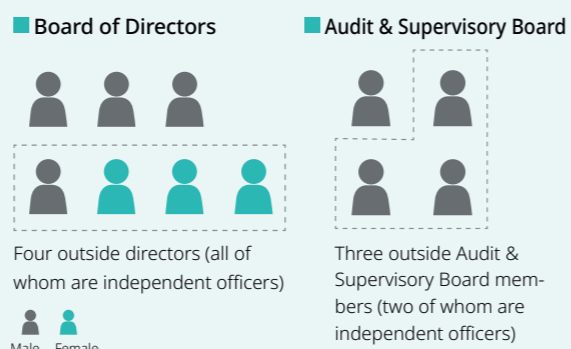 Board of Directors
Audit & Supervisory Board
Four outside directors (all of
whom are independent officers)
Three outside Audit &
Supervisory Board mem-
bers (two of whom are
independent officers)
Male Female